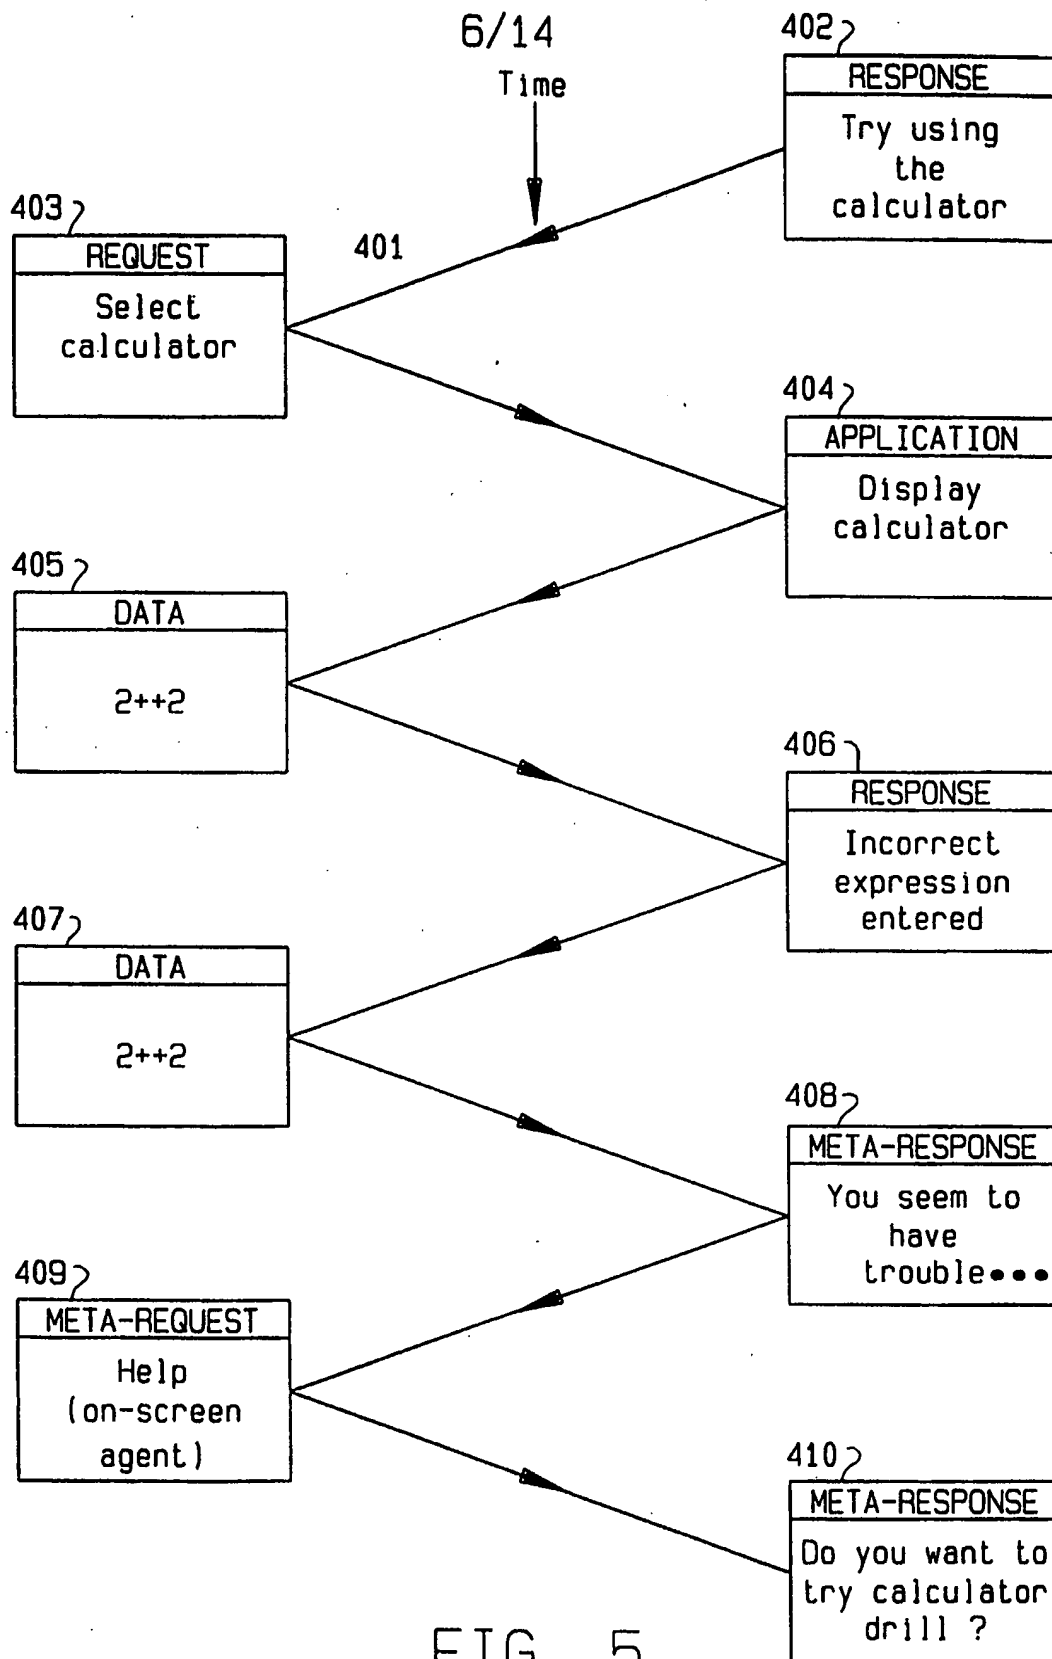 6/14
Time
402
RESPONSE
Try using
the
calculator
403
REQUEST
Select
calculator
401
404
APPLICATION
Display
calculator
405
DATA
2++2
406
RESPONSE
Incorrect
expression
entered
407
DATA
2++2
408
META-RESPONSE
You seem to
have
trouble•••
409
META-REQUEST
Help
(on-screen
agent)
410
META-RESPONSE
Do you want to
try calculator
drill ?
FIG. 5